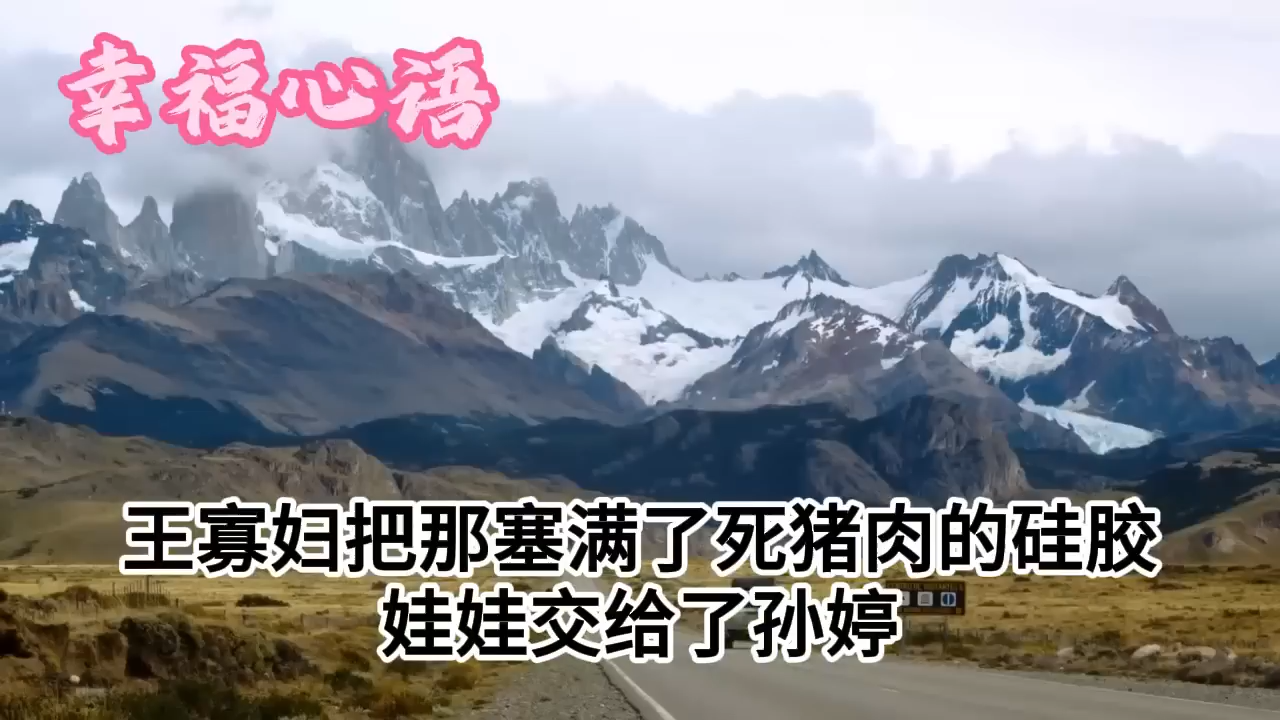 幸福心语
王寡妇把那塞满了死猪肉的硅胶
娃娃交给了孙婷